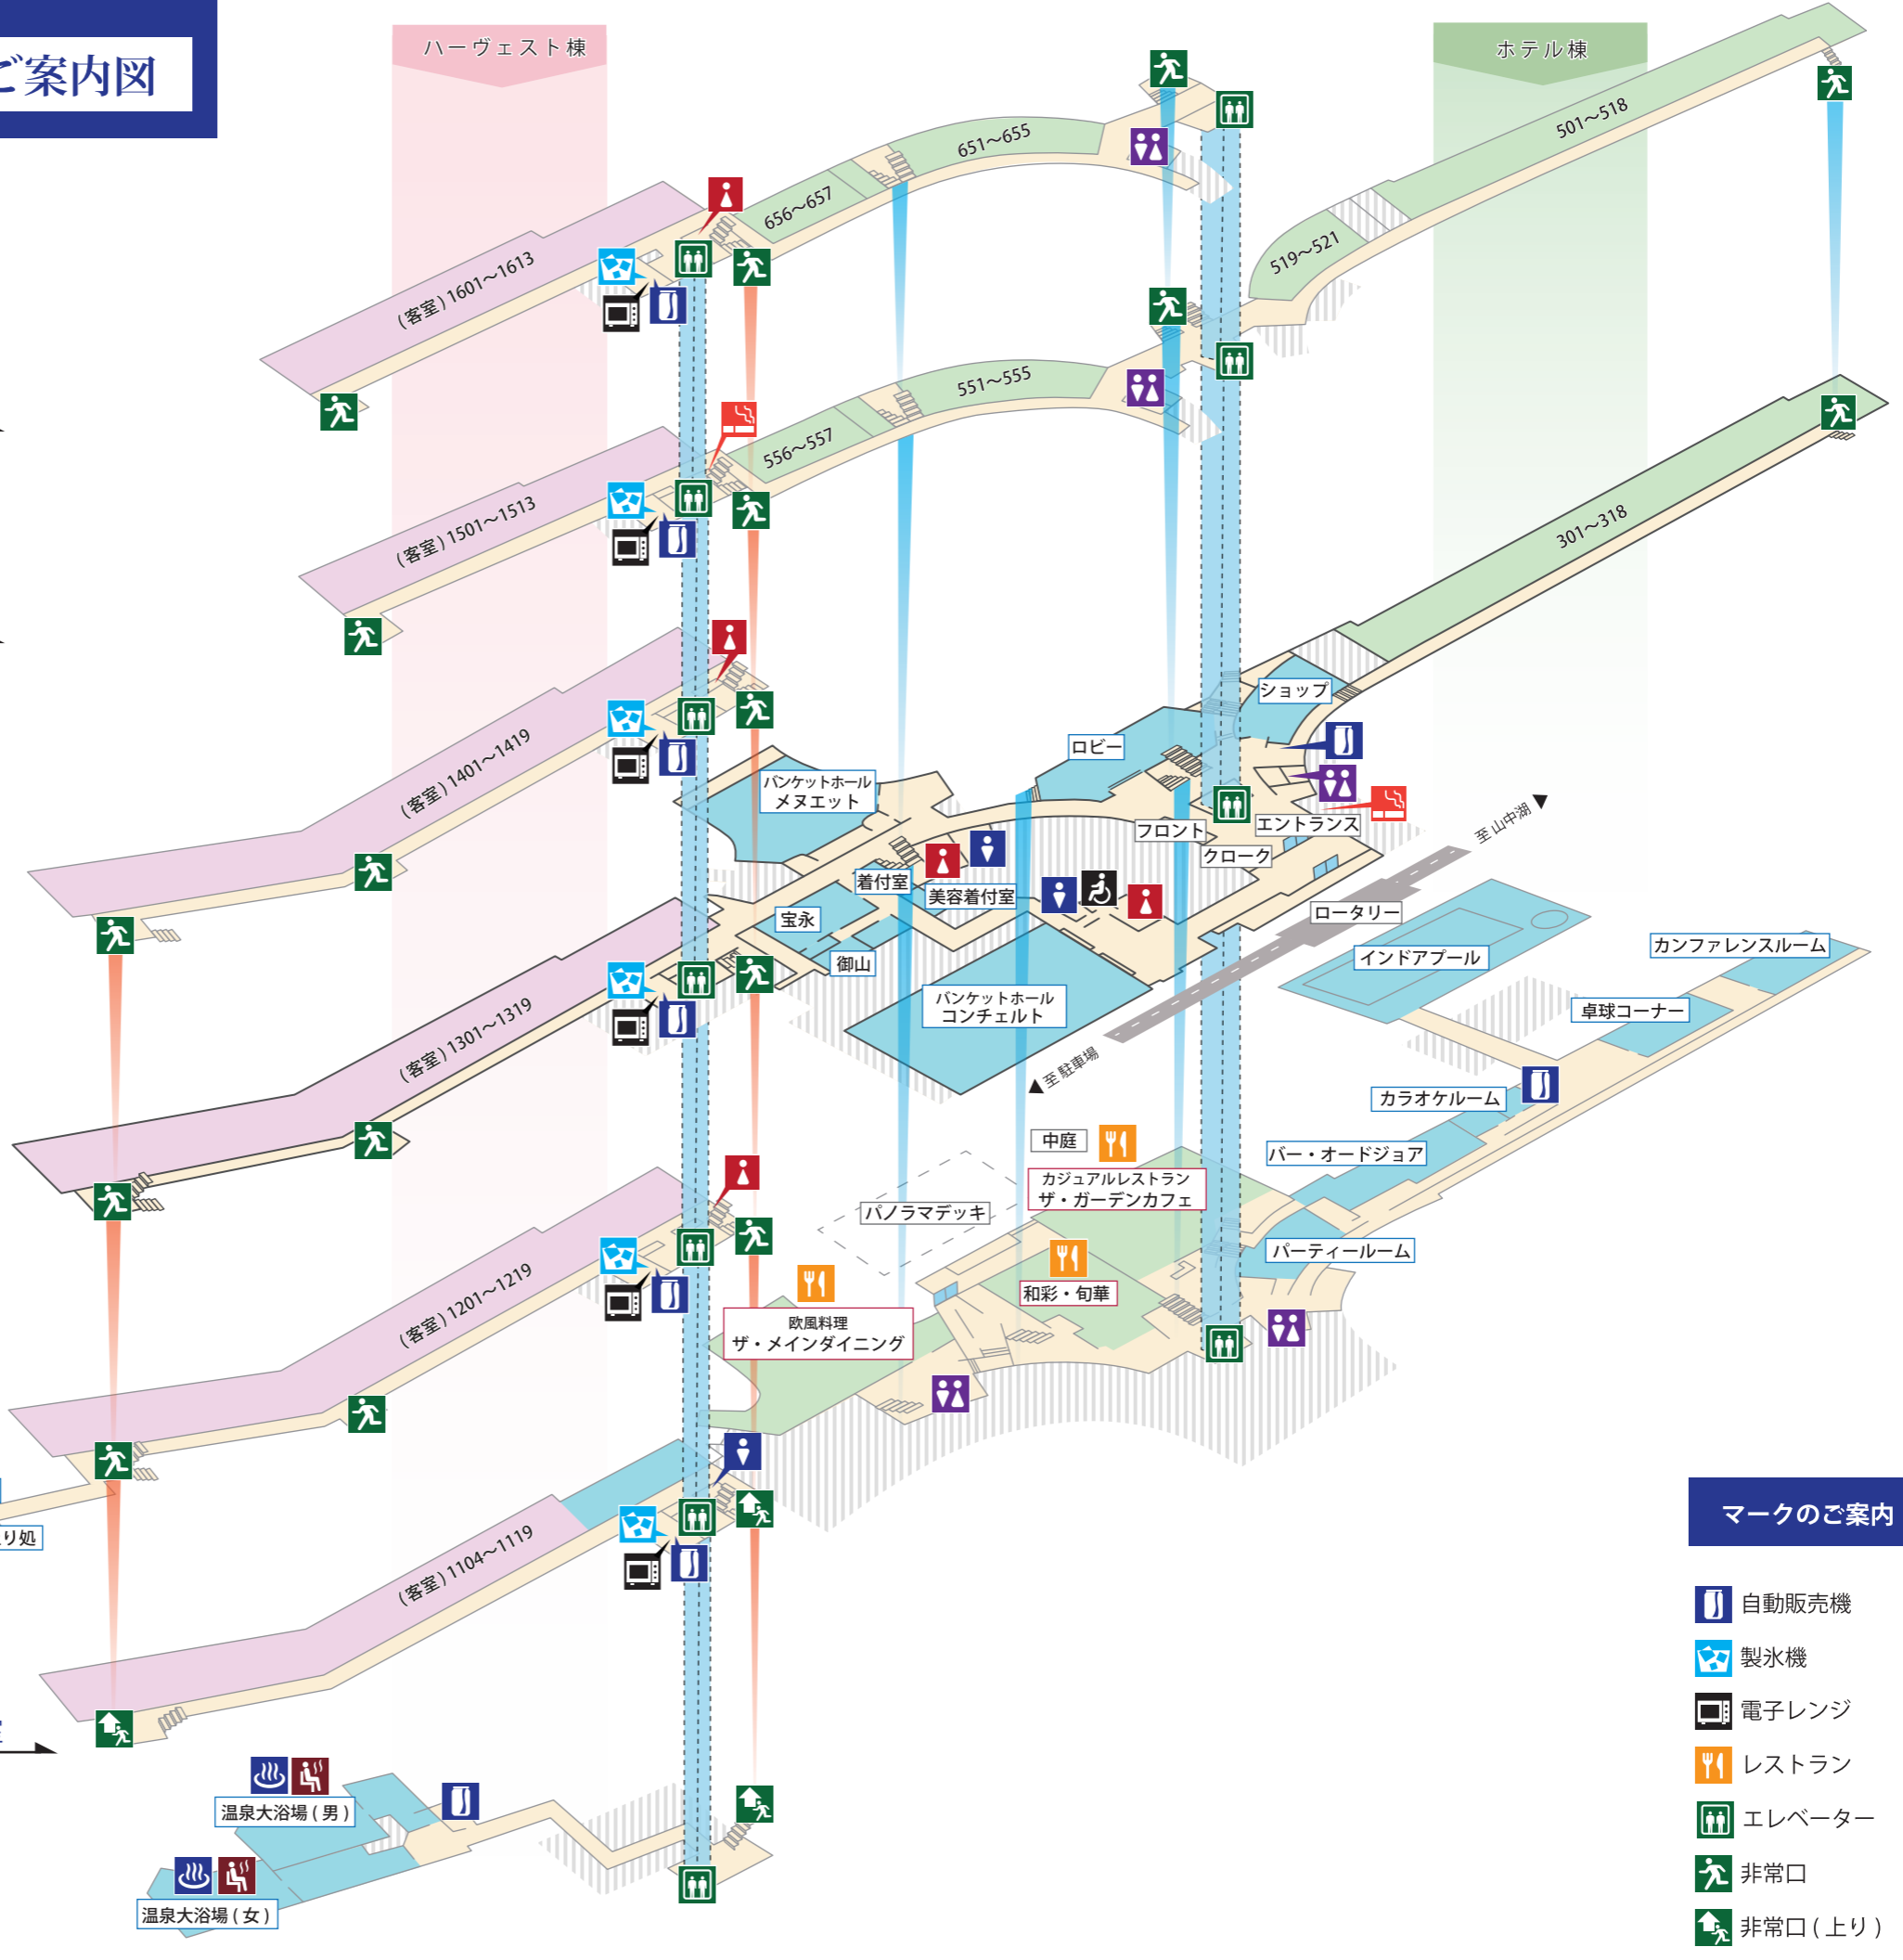 ご案内図
ハーヴェスト棟
ホテル棟
501～518
651～655
656～657
519～521
(客室) 1601～1613
551～555
556～557
(客室) 1501～1513
301～318
ショップ
ロビー
(客室) 1401～1419
バンケットホール
メヌエット
至 山中湖 ▲
フロント
エントランス
クローク
着付室
美容着付室
宝永
ロータリー
カンファレンスルーム
インドアプール
御山
バンケットホール
コンチェルト
卓球コーナー
(客室) 1301～1319
▲至 駐車場
カラオケルーム
中庭
バー・オードジョア
カジュアルレストラン
ザ・ガーデンカフェ
パノラマデッキ
パーティールーム
和彩・旬華
(客室) 1201～1219
欧風料理
ザ・メインダイニング
り処
(客室) 1104～1119
温泉大浴場 ( 男 )
温泉大浴場 ( 女 )
マークのご案内
自動販売機
製氷機
電子レンジ
レストラン
エレベーター
非常口
非常口 ( 上り )